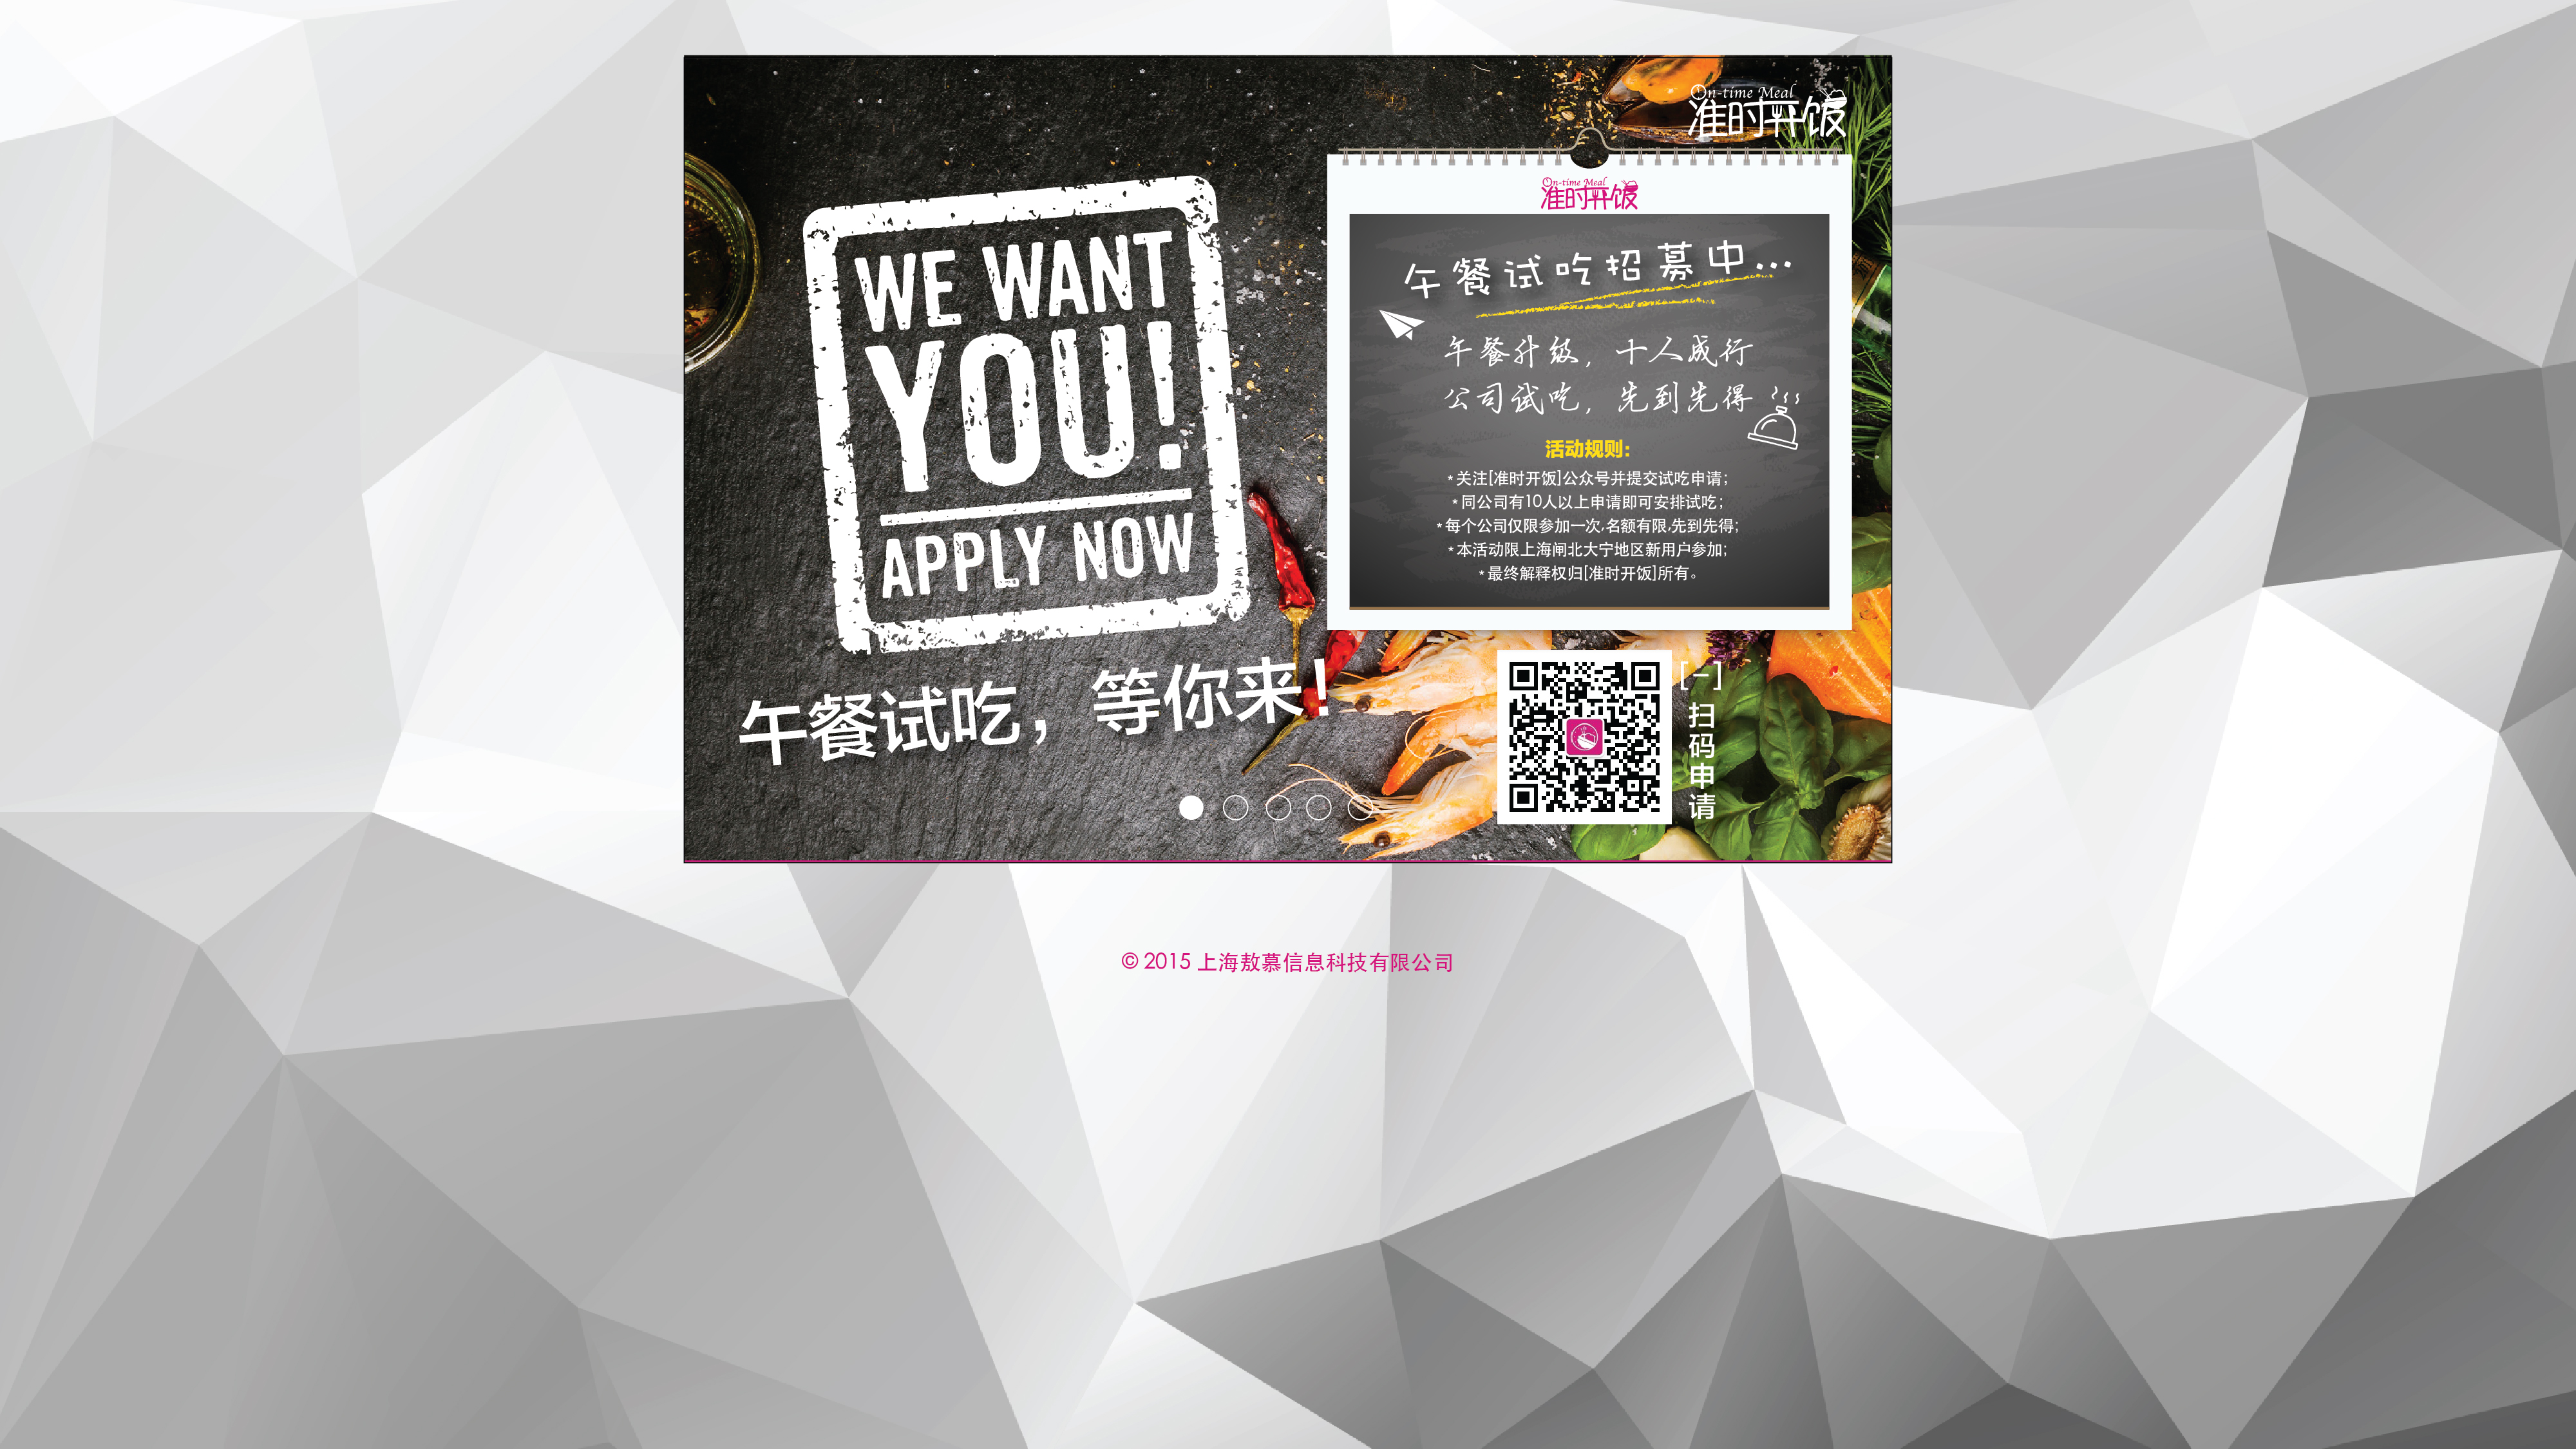 On-time Meal
准时开饭
WE WANT
YOU!
APPLY NOW
午餐试吃，等你来！
On-time Meal
准时开饭
午餐试吃招募中...
午餐升级，十人成行
公司试吃，先到先得
活动规则：
*关注[准时开饭]公众号并提交试吃申请；
*同公司有10人以上申请即可安排试吃；
*每个公司仅限参加一次,名额有限,先到先得；
*本活动限上海闸北大宁地区新用户参加；
*最终解释权归[准时开饭]所有。
[–]
扫码申请
© 2015 上海敖慕信息科技有限公司